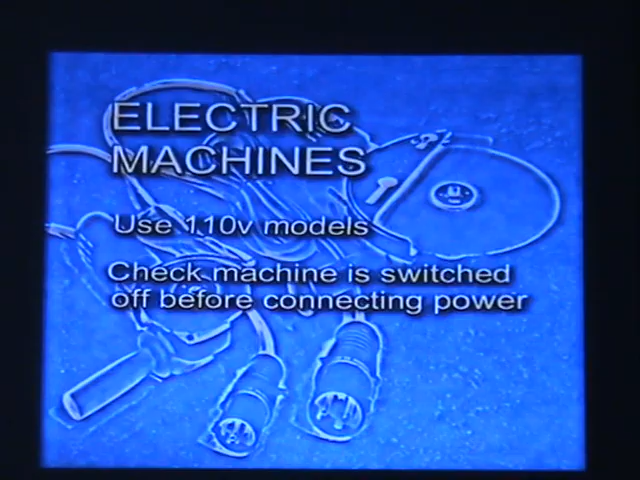 ELECTRIC
MACHINES
Use 110v models
Check machine is switched
off before connecting power